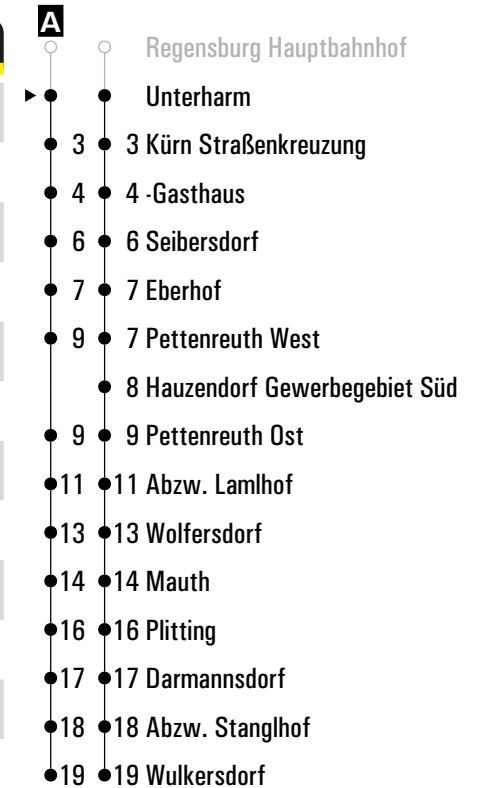 A
Regensburg Hauptbahnhof
Unterharm
3 3 Kürn Straßenkreuzung
4 4 -Gasthaus
6 6 Seibersdorf
7 7 Eberhof
9 7 Pettenreuth West
8 Hauzendorf Gewerbegebiet Süd
9 9 Pettenreuth Ost
11 11 Abzw. Lamlhof
13 13 Wolfersdorf
14 14 Mauth
16 16 Plitting
17 17 Darmannsdorf
18 18 Abzw. Stanglhof
19 19 Wulkersdorf